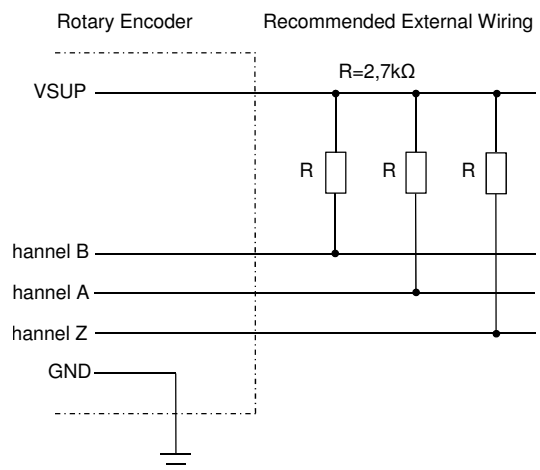 Rotary Encoder Recommended External Wiring
R=2,7kΩ
VSUP
R R R
hannel B
hannel A
hannel Z
GND